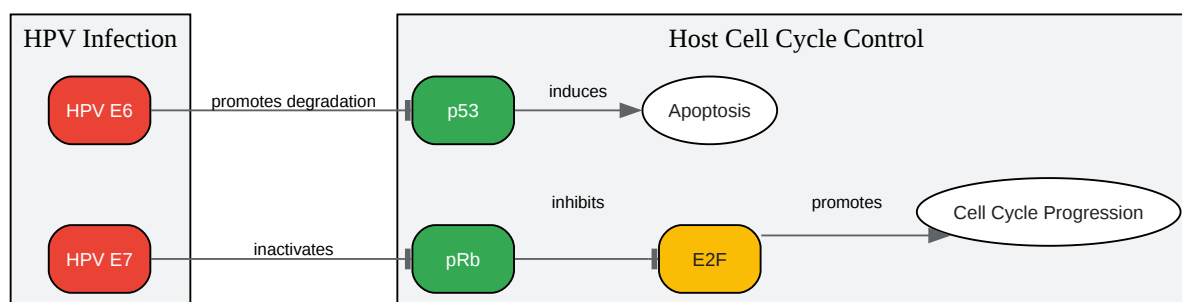 HPV Infection
Host Cell Cycle Control
HPV E6
promotes degradation
p53
induces
Apoptosis
HPV E7
inactivates
pRb
inhibits
E2F
promotes
Cell Cycle Progression